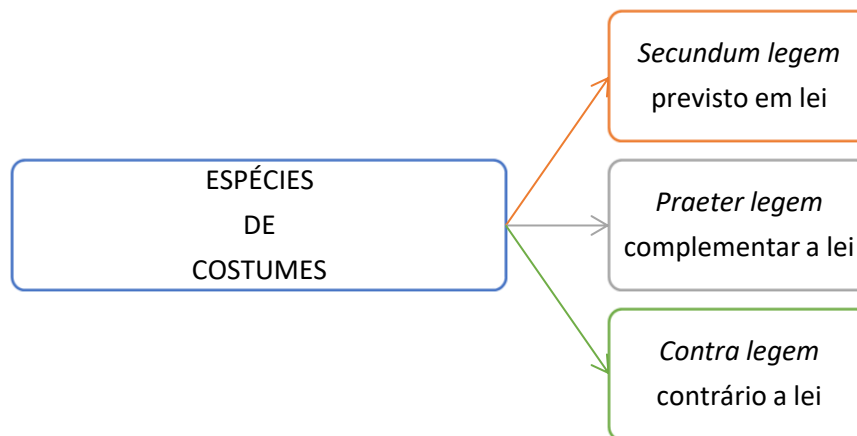 ESPÉCIES
DE
COSTUMES
Secundum legem
previsto em lei
Praeter legem
complementar a lei
Contra legem
contrário a lei